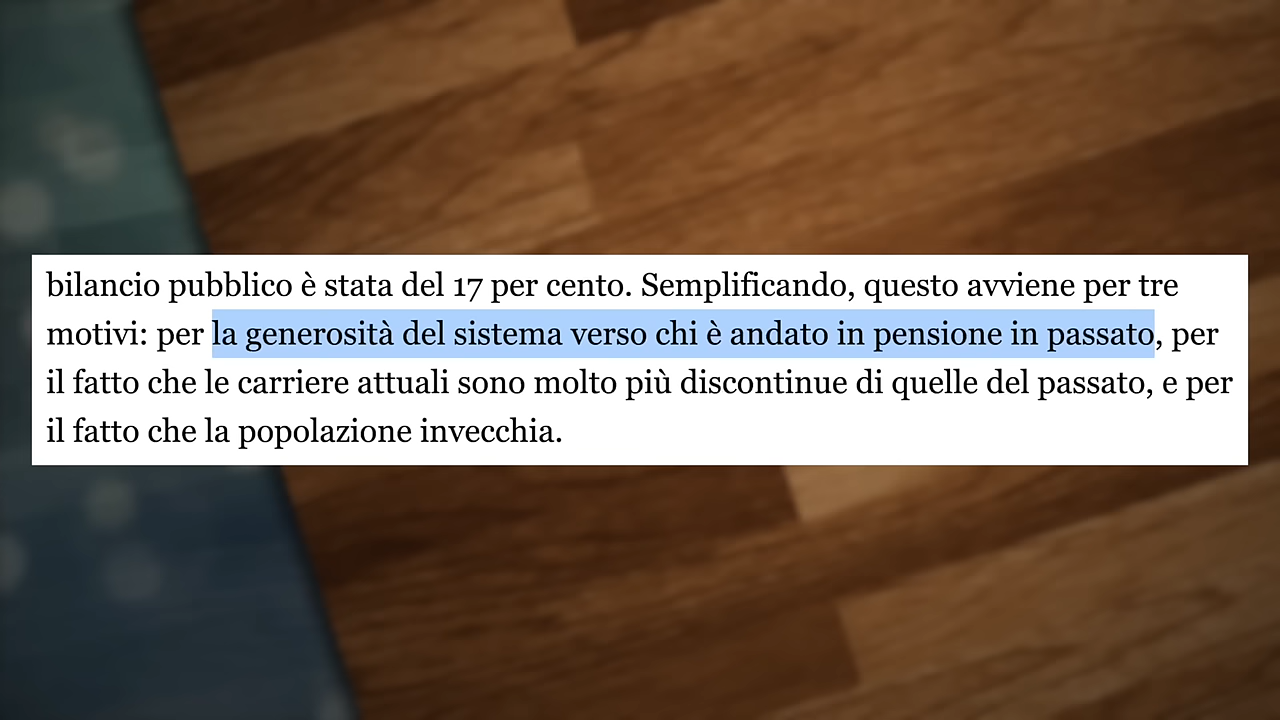 bilancio pubblico è stata del 17 per cento. Semplificando, questo avviene per tre
motivi: per la generosità del sistema verso chi è andato in pensione in passato, per
il fatto che le carriere attuali sono molto più discontinue di quelle del passato, e per
il fatto che la popolazione invecchia.